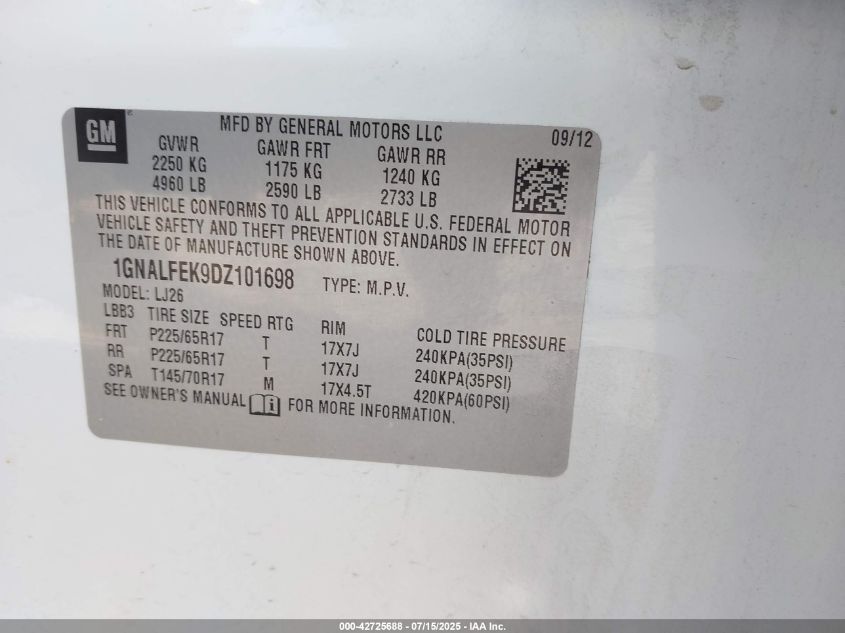 GM
MFD BY GENERAL MOTORS LLC 09/12
GVWR GAWR FRT GAWR RR
2250 KG 1175 KG 1240 KG
4960 LB 2590 LB 2733 LB
THIS VEHICLE CONFORMS TO ALL APPLICABLE U.S. FEDERAL MOTOR
VEHICLE SAFETY AND THEFT PREVENTION STANDARDS IN EFFECT ON
THE DATE OF MANUFACTURE SHOWN ABOVE.
1GNALFEK9DZ101698 TYPE: M.P.V.
MODEL: LJ26
LBB3 TIRE SIZE SPEED RTG RIM COLD TIRE PRESSURE
FRT P225/65R17 T 17X7J 240KPA(35PSI)
RR P225/65R17 T 17X7J 240KPA(35PSI)
SPA T145/70R17 M 17X4.5T 420KPA(60PSI)
SEE OWNER'S MANUAL i FOR MORE INFORMATION.
000-42725688 - 07/15/2025 - IAA Inc.